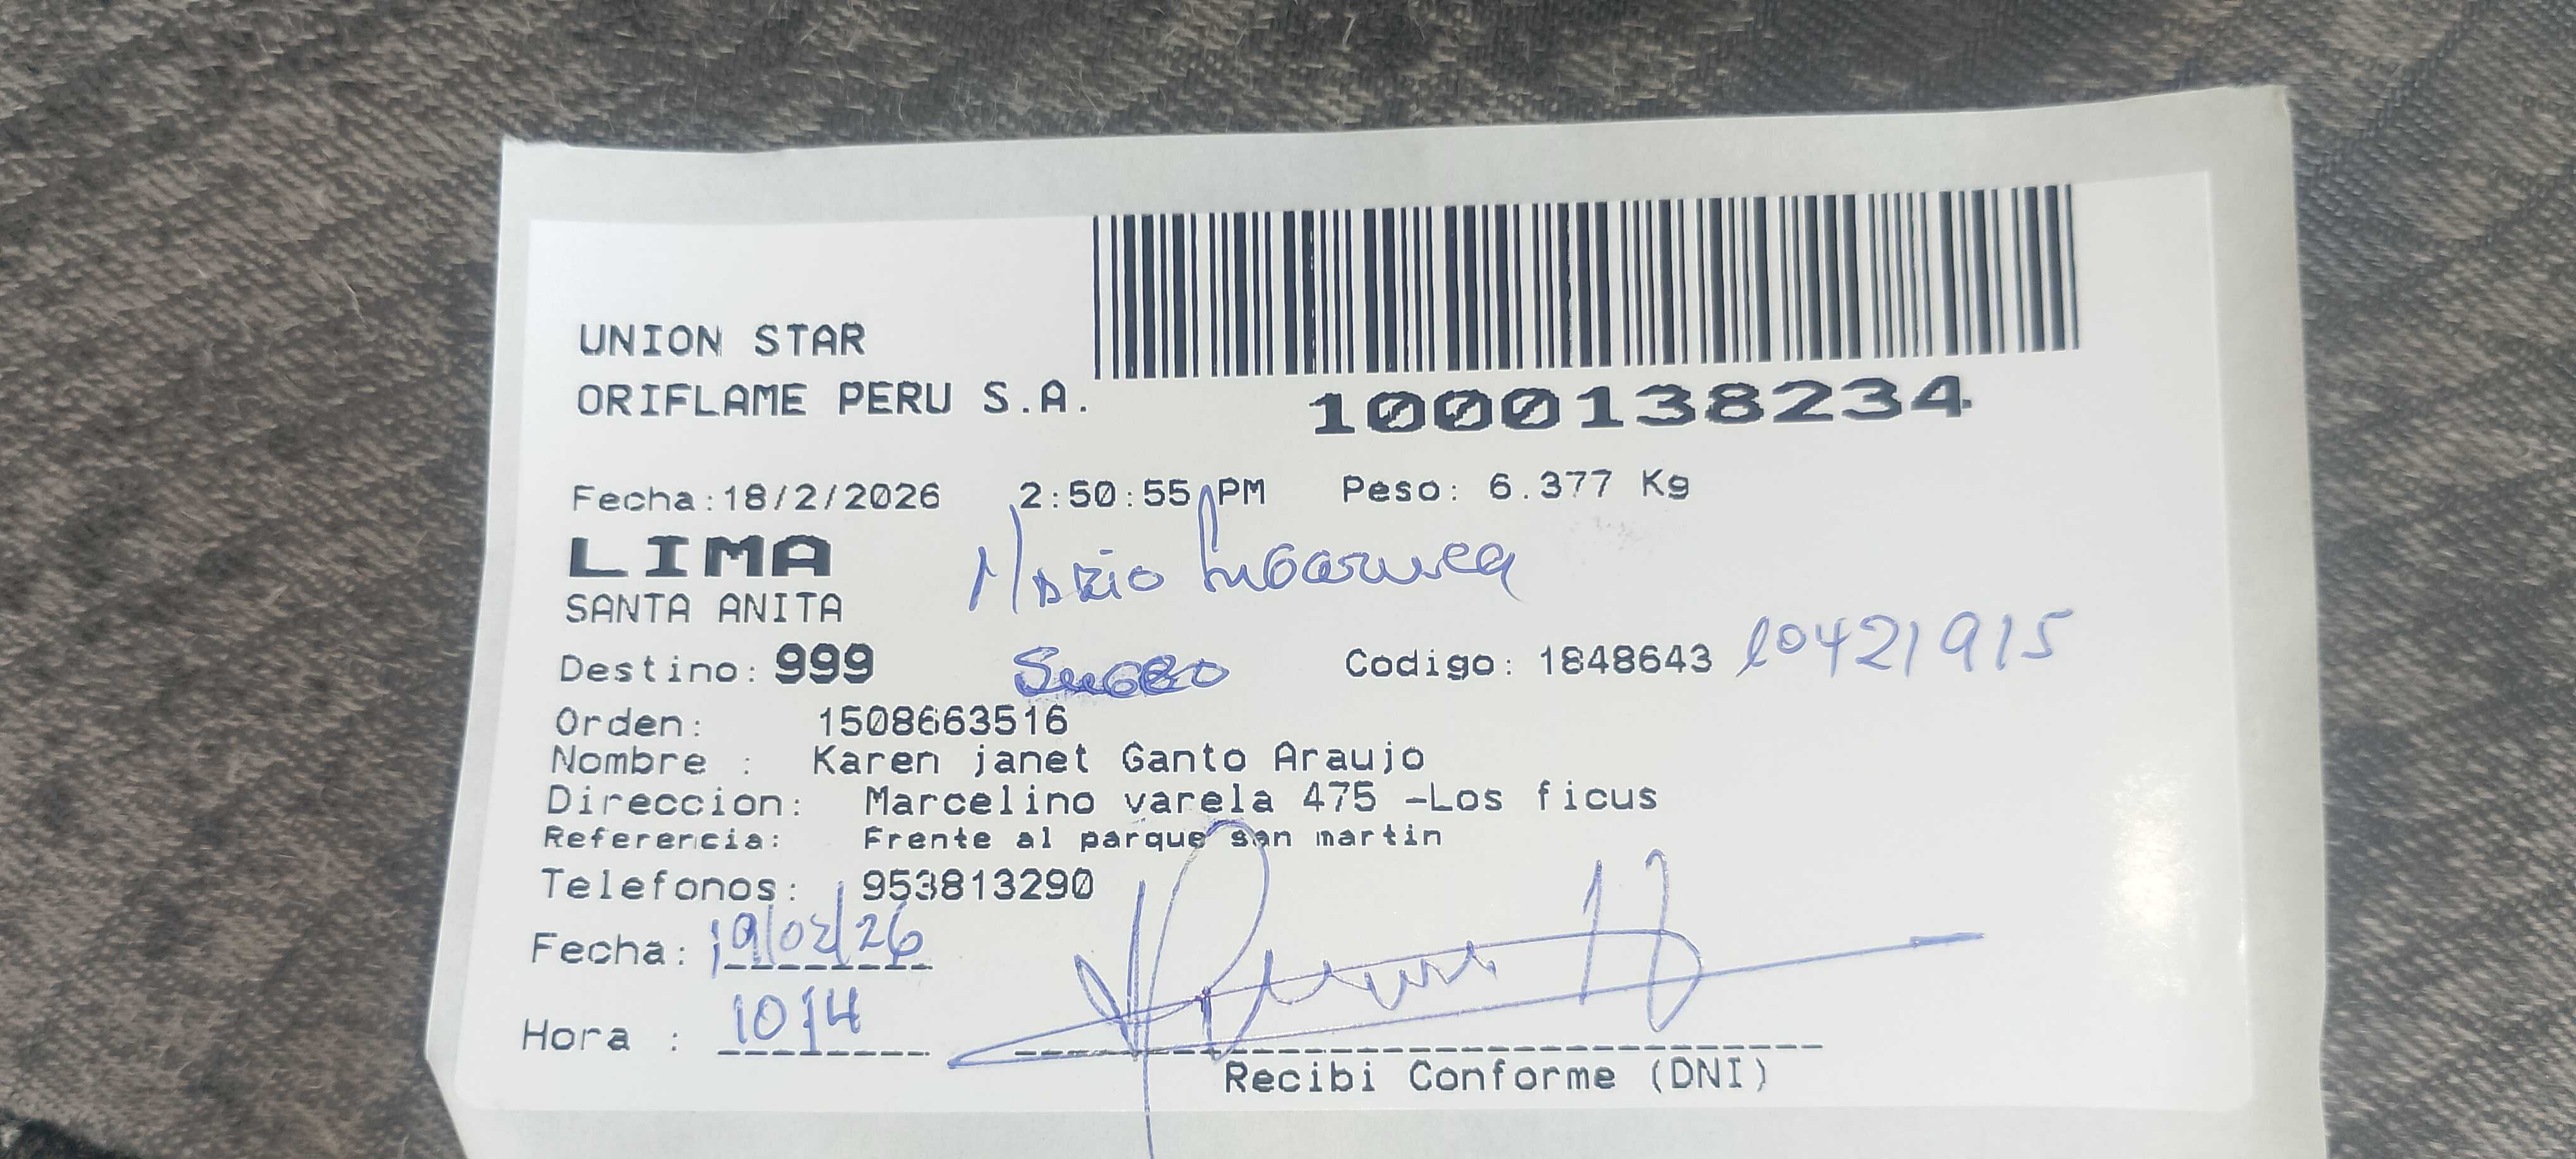 UNION STAR
ORIFLAME PERU S.A.
1000138234
Fecha:18/2/2026 2:50:55 PM Peso: 6.377 Kg
LIMA
Mario
SANTA ANITA
Destino: 999 Suegro Codigo: 1848643 10421915
Orden: 1508663516
Nombre : Karen janet Ganto Araujo
Direccion: Marcelino varela 475 -Los ficus
Referencia: Frente al parque san martin
Telefonos: 953813290
Fecha: 19/02/26
Hora : 10:14
Recibi Conforme (DNI)